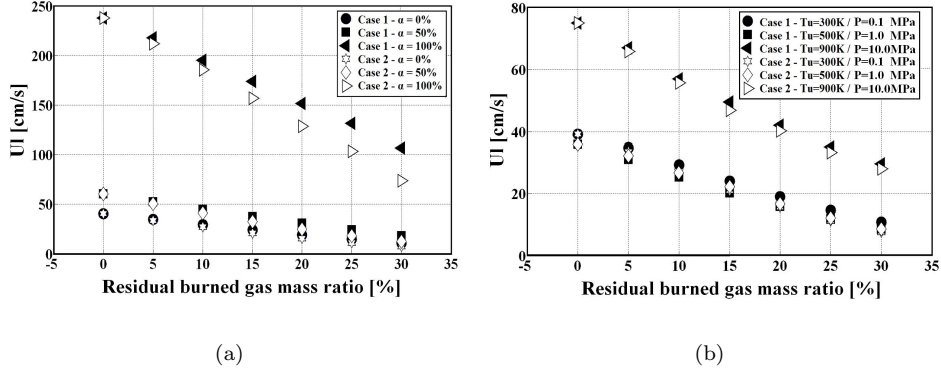 250
200
150
100
50
0
Ul [cm/s]
-5 0 5 10 15 20 25 30 35
Residual burned gas mass ratio [%]
Case 1 - α = 0%
Case 1 - α = 50%
Case 1 - α = 100%
Case 2 - α = 0%
Case 2 - α = 50%
Case 2 - α = 100%
(a)
80
60
40
20
0
Ul [cm/s]
-5 0 5 10 15 20 25 30 35
Residual burned gas mass ratio [%]
Case 1 - Tu=300K / P=0.1 MPa
Case 1 - Tu=500K / P=1.0 MPa
Case 1 - Tu=900K / P=10.0MPa
Case 2 - Tu=300K / P=0.1 MPa
Case 2 - Tu=500K / P=1.0 MPa
Case 2 - Tu=900K / P=10.0MPa
(b)